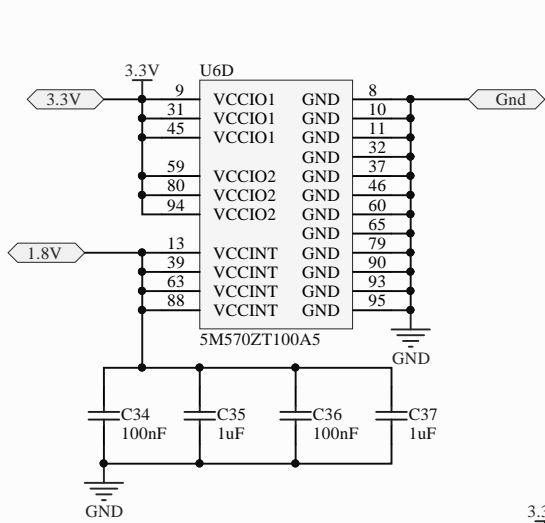 3.3V U6D
3.3V 9 VCCIO1 GND 8 Gnd
31 VCCIO1 GND 10
45 VCCIO1 GND 11
GND 32
59 VCCIO2 GND 37
80 VCCIO2 GND 46
94 VCCIO2 GND 60
GND 65
1.8V 13 VCCINT GND 79
39 VCCINT GND 90
63 VCCINT GND 93
88 VCCINT GND 95
5M570ZT100A5
GND
C34 C35 C36 C37
100nF 1uF 100nF 1uF
GND